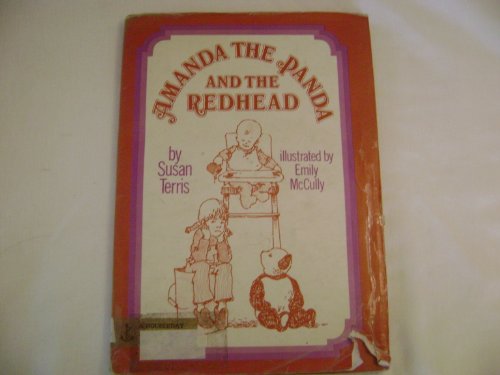 AMANDA THE PANDA
AND THE
REDHEAD
by
Susan
Terris
illustrated by
Emily
McCully